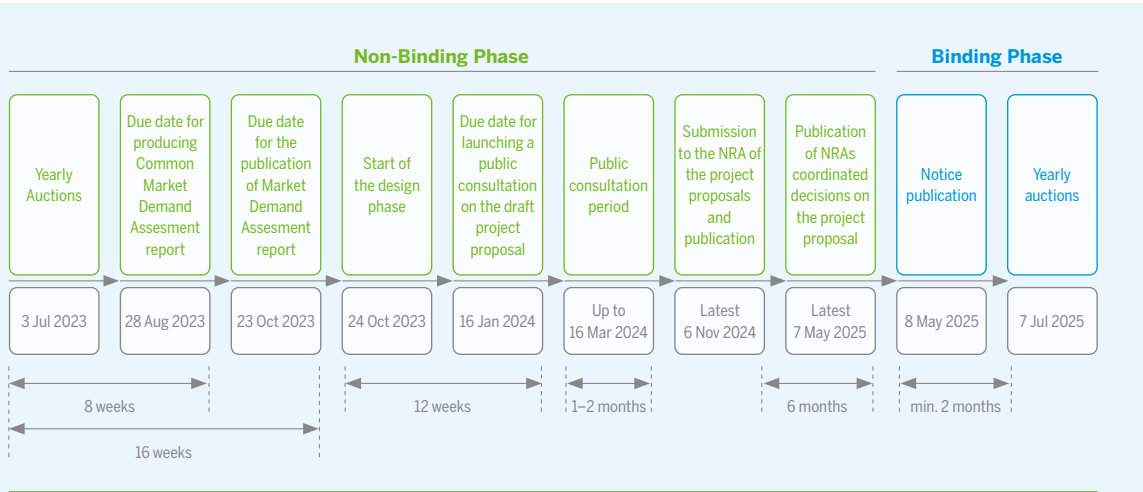 Non-Binding Phase
Binding Phase
Yearly
Auctions
Due date for
producing
Common
Market
Demand
Assesment
report
Due date
for the
publication
of Market
Demand
Assesment
report
Start of
the design
phase
Due date for
launching a
public
consultation
on the draft
project
proposal
Public
consultation
period
Submission
to the NRA of
the project
proposals
and
publication
Publication
of NRAs
coordinated
decisions on
the project
proposal
Notice
publication
Yearly
auctions
3 Jul 2023
28 Aug 2023
23 Oct 2023
24 Oct 2023
16 Jan 2024
Up to
16 Mar 2024
Latest
6 Nov 2024
Latest
7 May 2025
8 May 2025
7 Jul 2025
8 weeks
12 weeks
1–2 months
6 months
min. 2 months
16 weeks